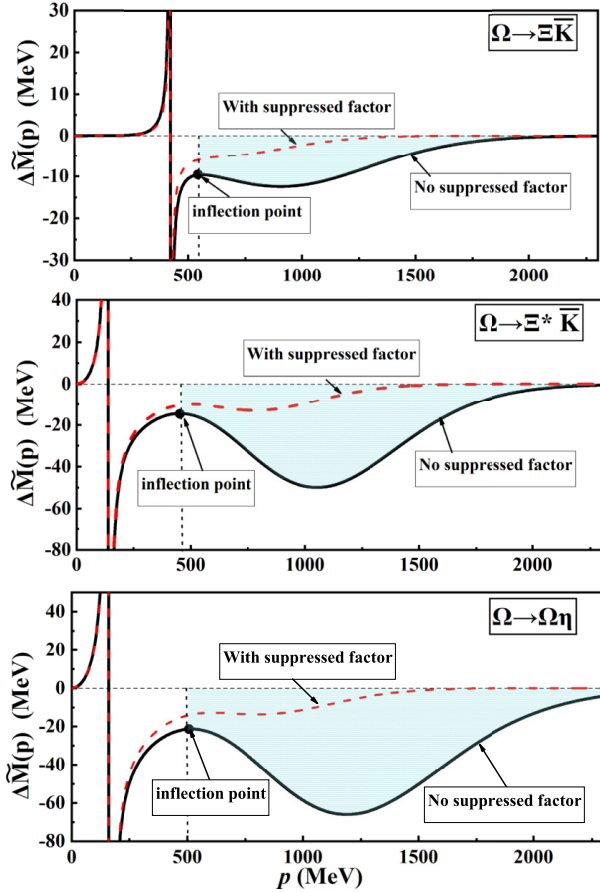 30
20
10
0
-10
-20
-30
ΔM̃(p) (MeV)
Ω→ΞK̅
With suppressed factor
No suppressed factor
inflection point
0 500 1000 1500 2000
40
20
0
-20
-40
-60
-80
ΔM̃(p) (MeV)
Ω→Ξ* K̅
With suppressed factor
No suppressed factor
inflection point
0 500 1000 1500 2000
40
20
0
-20
-40
-60
-80
ΔM̃(p) (MeV)
Ω→Ωη
With suppressed factor
No suppressed factor
inflection point
0 500 1000 1500 2000
p (MeV)